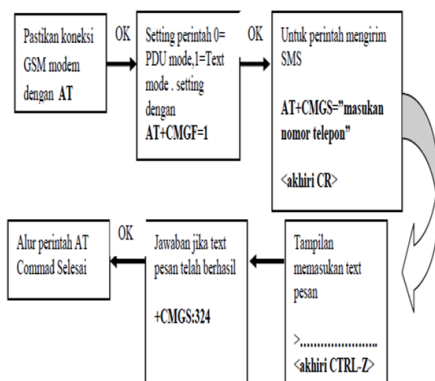 Pastikan koneksi
GSM modem
dengan AT
OK
Setting perintah 0=
PDU mode,1=Text
mode . setting
dengan
AT+CMGF=1
OK
Untuk perintah mengirim
SMS
AT+CMGS=”masukan
nomor telepon”
<akhiri CR>
Tampilan
memasukan text
pesan
>......................
<akhiri CTRL-Z>
Jawaban jika text
pesan telah berhasil
+CMGS:324
OK
Alur perintah AT
Commad Selesai